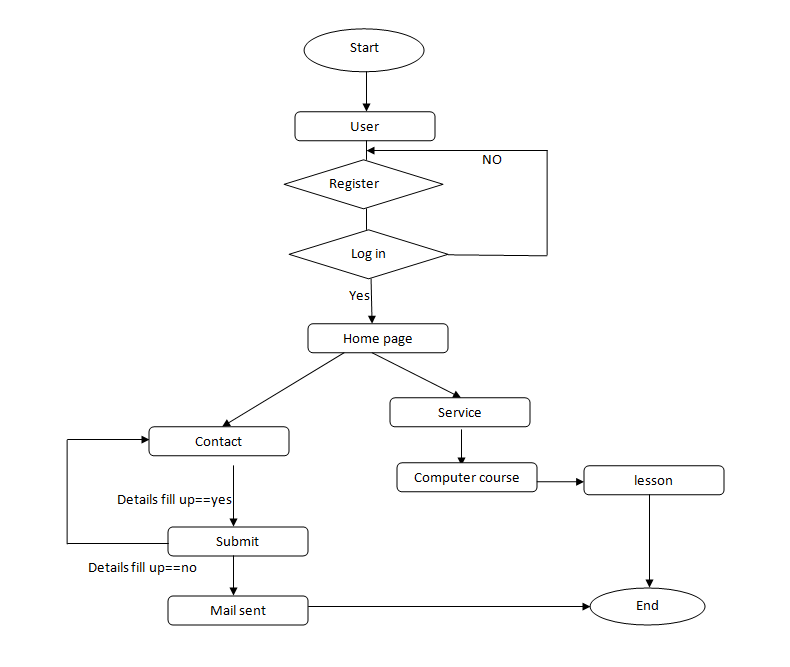 Start
User
NO
Register
Log in
Yes
Home page
Service
Contact
Computer course
lesson
Details fill up==yes
Submit
Details fill up==no
Mail sent
End